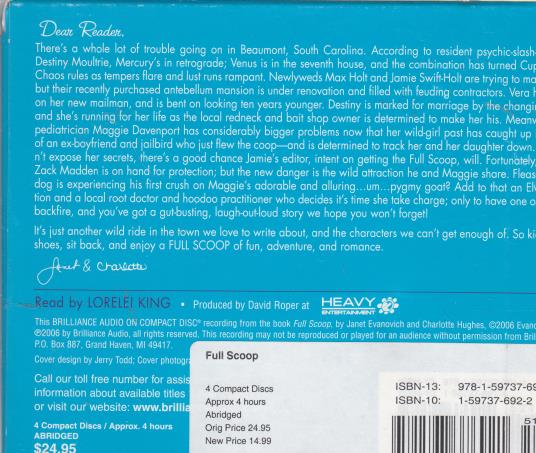 Dear Reader,
There's a whole lot of trouble going on in Beaumont, South Carolina. According to resident psychic-slash-
Destiny Moultrie, Mercury's in retrograde; Venus is in the seventh house, and the combination has turned Cup
Chaos rules as tempers flare and lust runs rampant. Newlyweds Max Holt and Jamie Swift-Holt are trying to ma
but their recently purchased antebellum mansion is under renovation and filled with feuding contractors. Vera H
on her new mailman, and is bent on looking ten years younger. Destiny is marked for marriage by the changin
and she's running for her life as the local redneck and bait shop owner is determined to make her his. Meanw
pediatrician Maggie Davenport has considerably bigger problems now that her wild-girl past has caught up
of an ex-boyfriend and jailbird who just flew the coop—and is determined to track her and her daughter down.
n't expose her secrets, there's a good chance Jamie's editor, intent on getting the Full Scoop, will. Fortunately,
Zack Madden is on hand for protection; but the new danger is the wild attraction he and Maggie share. Fleas
dog is experiencing his first crush on Maggie's adorable and alluring...um...pygmy goat? Add to that an Elv
tion and a local root doctor and hoodoo practitioner who decides it's time she take charge; only to have one o
backfire, and you've got a gut-busting, laugh-out-loud story we hope you won't forget!
It's just another wild ride in the town we love to write about, and the characters we can't get enough of. So kic
shoes, sit back, and enjoy a FULL SCOOP of fun, adventure, and romance.
Janet & Charlotte
Read by LORELEI KING • Produced by David Roper at HEAVY ENTERTAINMENT
This BRILLIANCE AUDIO ON COMPACT DISC® recording from the book Full Scoop, by Janet Evanovich and Charlotte Hughes, ©2006 Evano
℗2006 by Brilliance Audio, all rights reserved. This recording may not be reproduced or played for an audience without permission from Bril
P.O. Box 887, Grand Haven, MI 49417.
Cover design by Jerry Todd; Cover photogra
Call our toll free number for assis
information about available titles
or visit our website: www.brillia
4 Compact Discs / Approx. 4 hours
ABRIDGED
$24.95
Full Scoop
4 Compact Discs
Approx 4 hours
Abridged
Orig Price 24.95
New Price 14.99
ISBN-13: 978-1-59737-69
ISBN-10: 1-59737-692-2
51